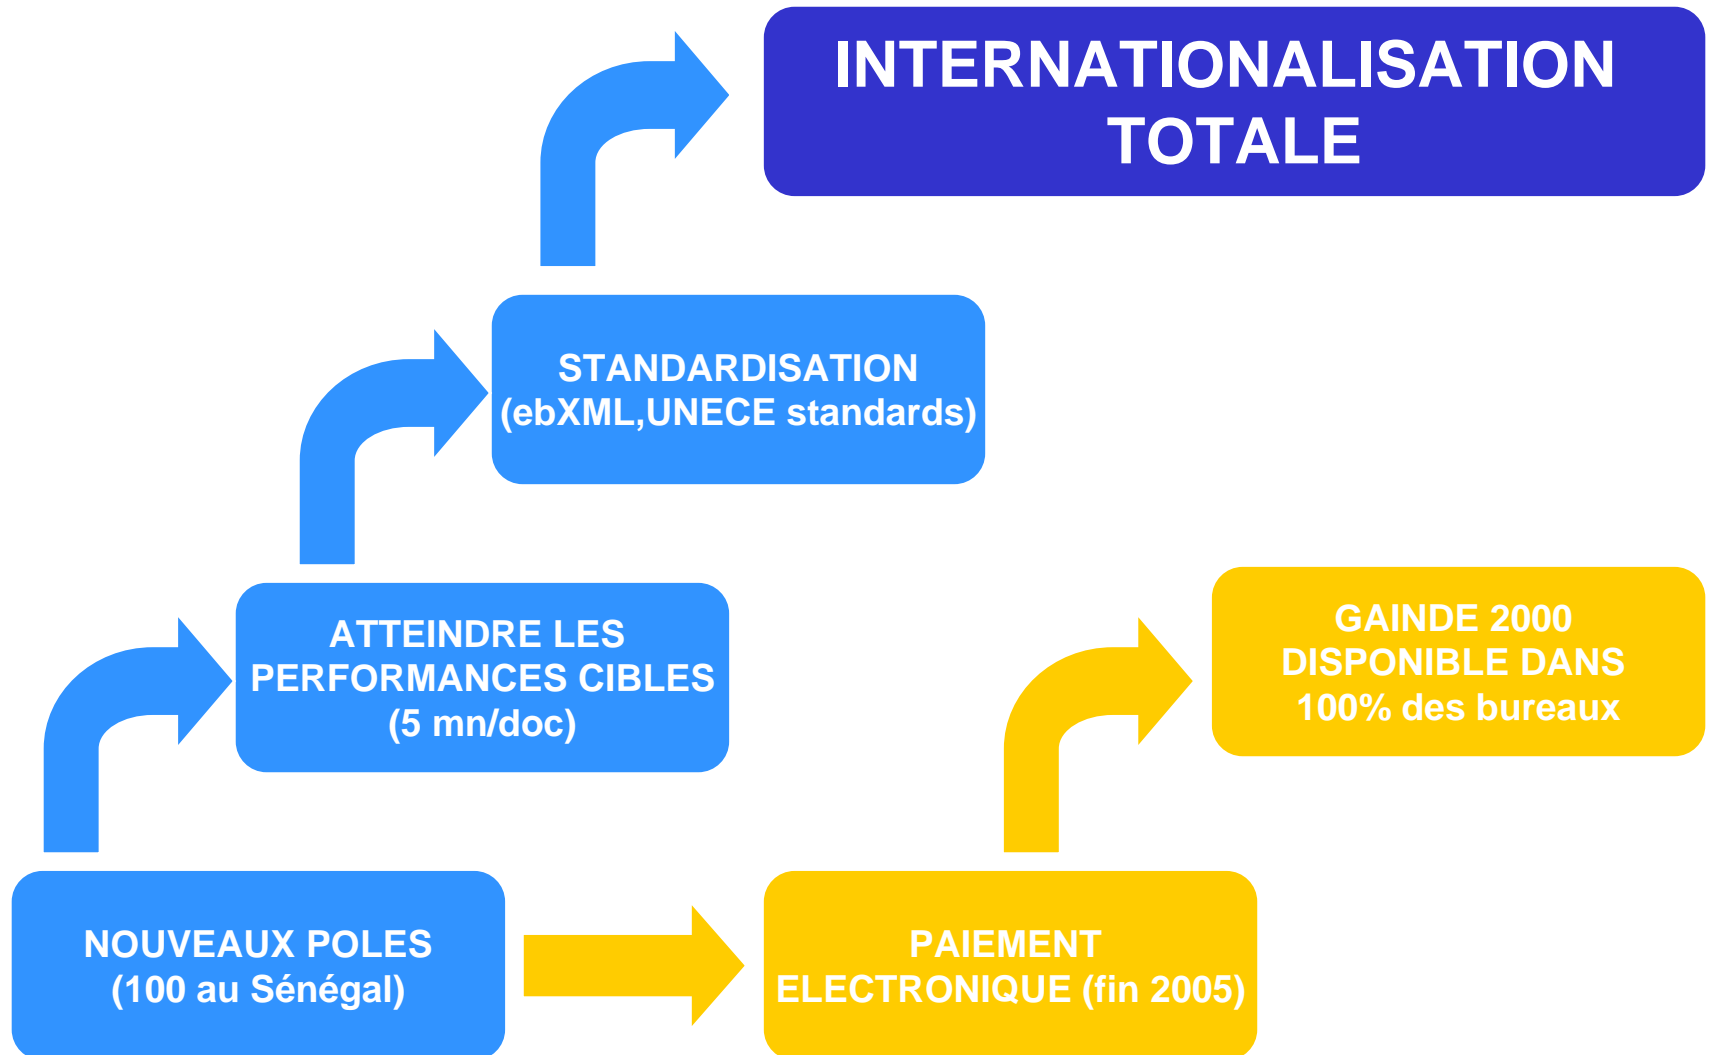 INTERNATIONALISATION
TOTALE
STANDARDISATION
(ebXML,UNECE standards)
ATTEINDRE LES
PERFORMANCES CIBLES
(5 mn/doc)
GAINDE 2000
DISPONIBLE DANS
100% des bureaux
NOUVEAUX POLES
(100 au Sénégal)
PAIEMENT
ELECTRONIQUE (fin 2005)